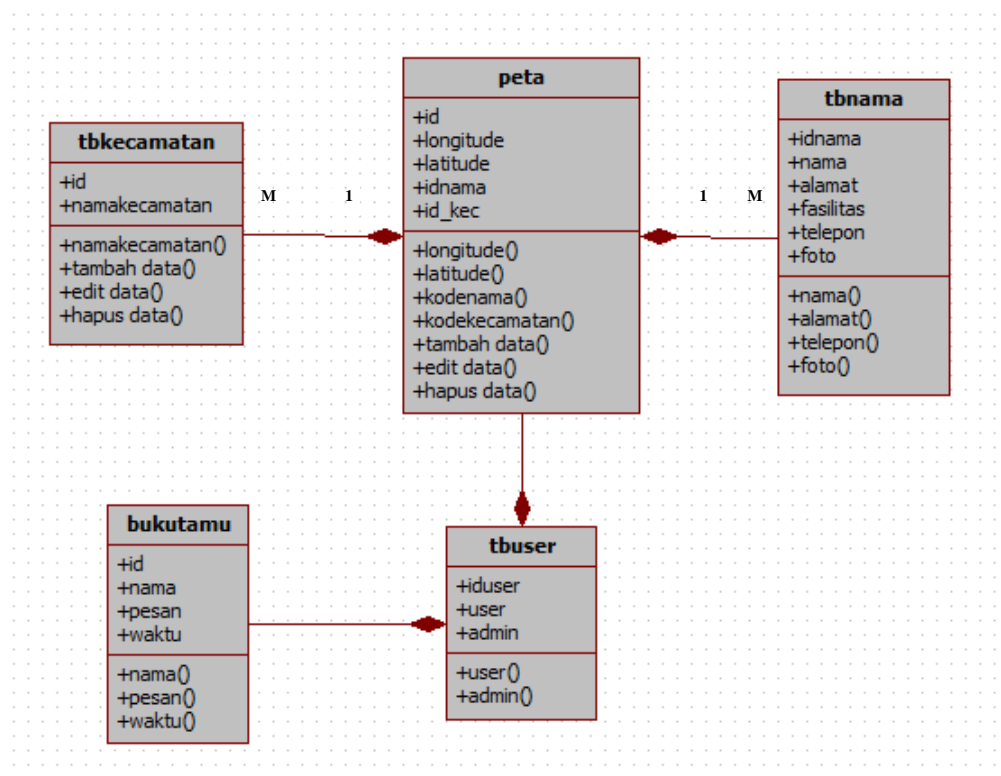 tbkecamatan
+id
+namakecamatan
+namakecamatan()
+tambah data()
+edit data()
+hapus data()
M 1
peta
+id
+longitude
+latitude
+idnama
+id_kec
+longitude()
+latitude()
+kodenama()
+kodekecamatan()
+tambah data()
+edit data()
+hapus data()
1 M
tbnama
+idnama
+nama
+alamat
+fasilitas
+telepon
+foto
+nama()
+alamat()
+telepon()
+foto()
bukutamu
+id
+nama
+pesan
+waktu
+nama()
+pesan()
+waktu()
tbuser
+iduser
+user
+admin
+user()
+admin()